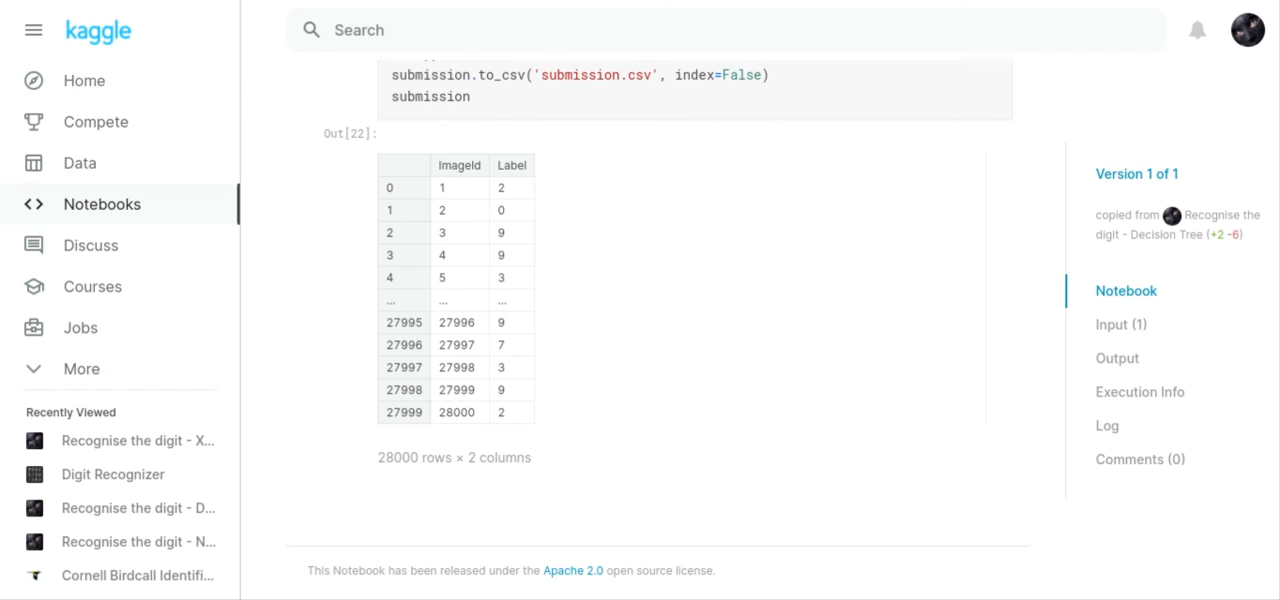 kaggle
Search
Home
Compete
Data
Notebooks
Discuss
Courses
Jobs
More
Recently Viewed
Recognise the digit - X...
Digit Recognizer
Recognise the digit - D...
Recognise the digit - N...
Cornell Birdcall Identifi...
submission.to_csv('submission.csv', index=False)
submission
Out[22]:
ImageId Label
0 1 2
1 2 0
2 3 9
3 4 9
4 5 3
... ... ...
27995 27996 9
27996 27997 7
27997 27998 3
27998 27999 9
27999 28000 2
28000 rows × 2 columns
This Notebook has been released under the Apache 2.0 open source license.
Version 1 of 1
copied from Recognise the
digit - Decision Tree (+2 -6)
Notebook
Input (1)
Output
Execution Info
Log
Comments (0)